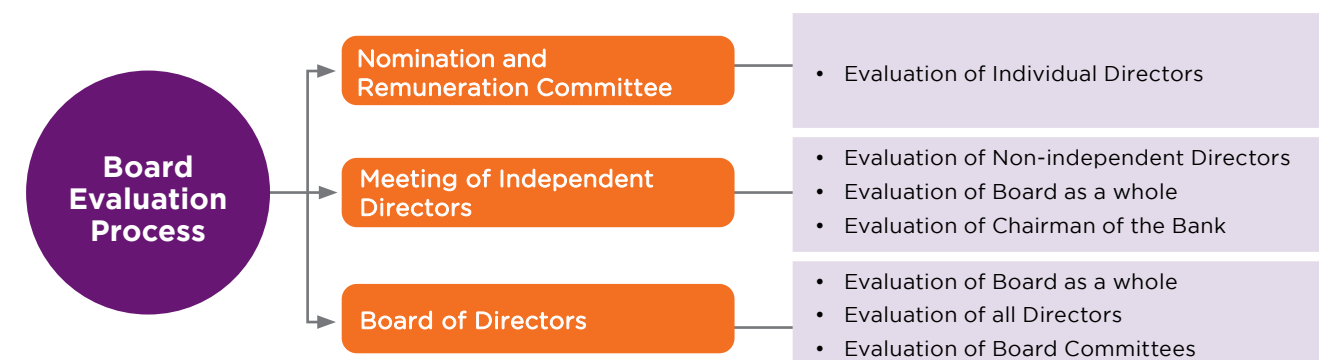 Board
Evaluation
Process
Nomination and
Remuneration Committee
• Evaluation of Individual Directors
Meeting of Independent
Directors
• Evaluation of Non-independent Directors
• Evaluation of Board as a whole
• Evaluation of Chairman of the Bank
Board of Directors
• Evaluation of Board as a whole
• Evaluation of all Directors
• Evaluation of Board Committees